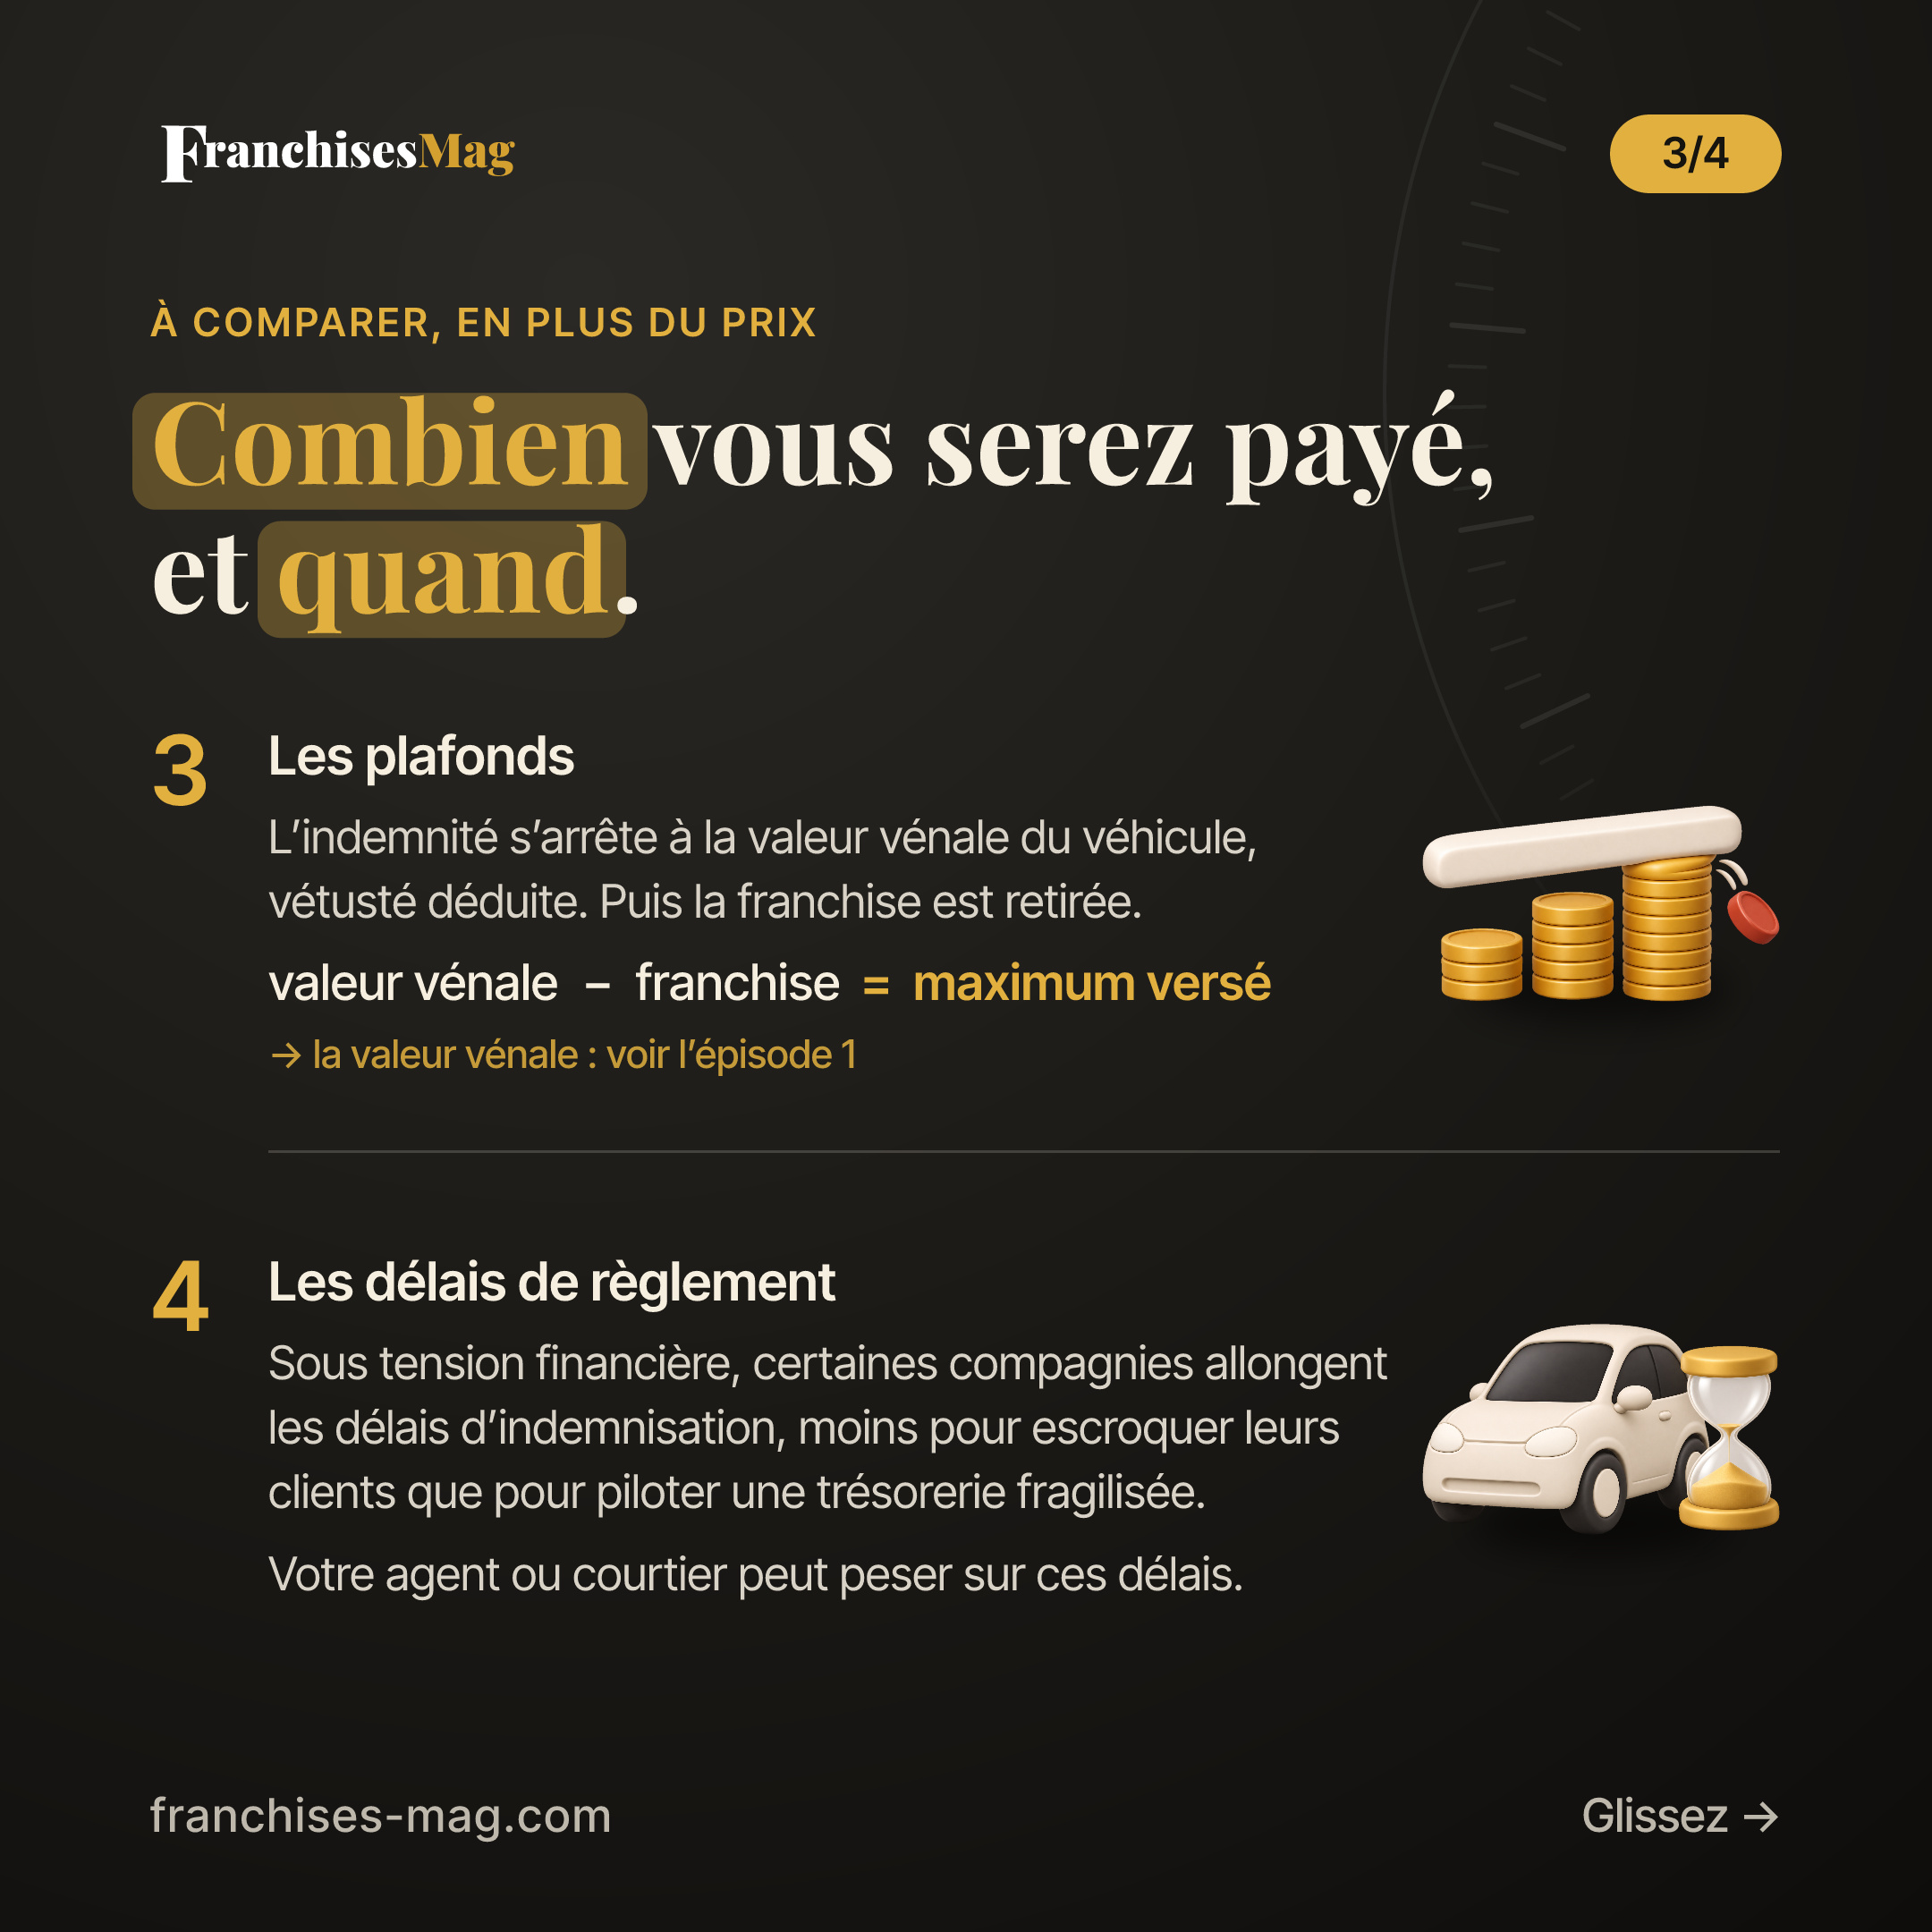 FranchisesMag
3/4
À COMPARER, EN PLUS DU PRIX
Combien vous serez payé,
et quand.
3
Les plafonds
L’indemnité s’arrête à la valeur vénale du véhicule,
vétusté déduite. Puis la franchise est retirée.
valeur vénale – franchise = maximum versé
→ la valeur vénale : voir l’épisode 1
4
Les délais de règlement
Sous tension financière, certaines compagnies allongent
les délais d’indemnisation, moins pour escroquer leurs
clients que pour piloter une trésorerie fragilisée.
Votre agent ou courtier peut peser sur ces délais.
franchises-mag.com
Glissez →